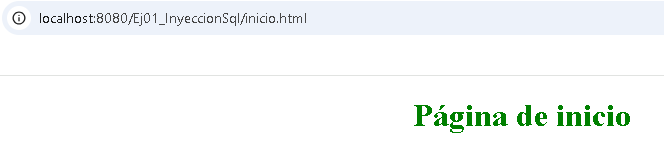 localhost:8080/Ej01_InyeccionSql/inicio.html
Página de inicio